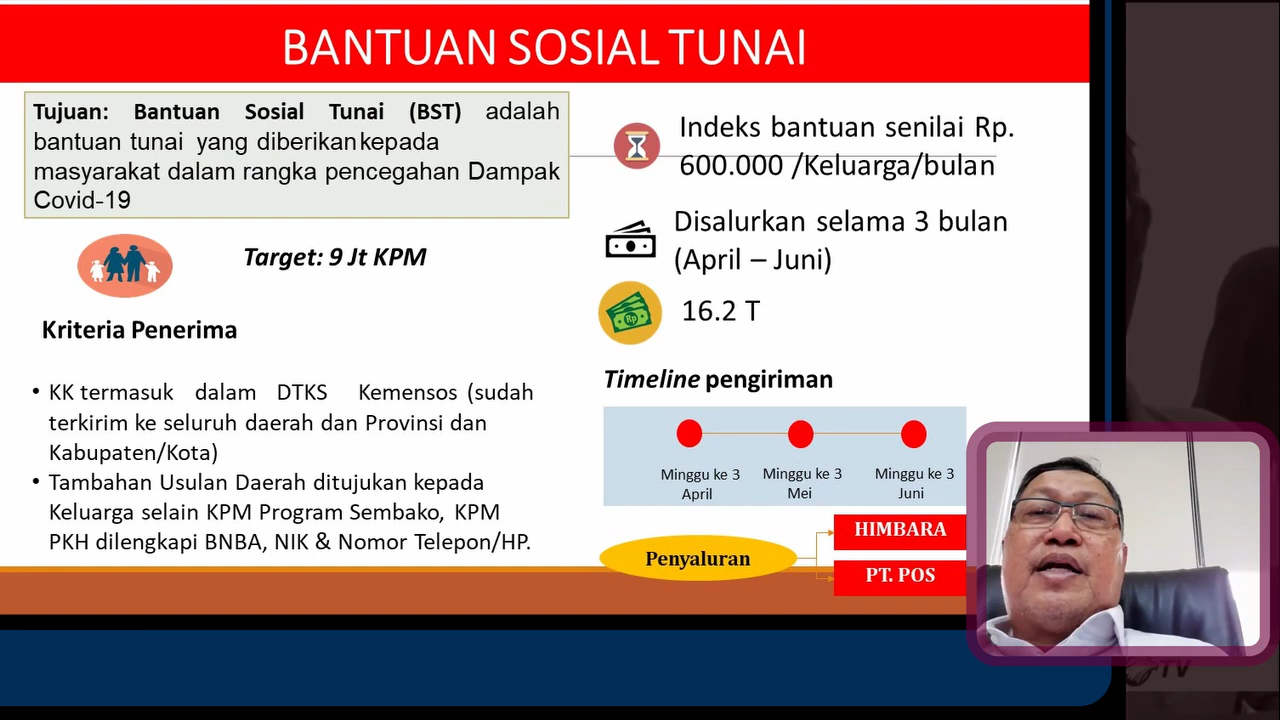 BANTUAN SOSIAL TUNAI
Tujuan: Bantuan Sosial Tunai (BST) adalah
bantuan tunai yang diberikan kepada
masyarakat dalam rangka pencegahan Dampak
Covid-19
Target: 9 Jt KPM
Kriteria Penerima
• KK termasuk dalam DTKS Kemensos (sudah
terkirim ke seluruh daerah dan Provinsi dan
Kabupaten/Kota)
• Tambahan Usulan Daerah ditujukan kepada
Keluarga selain KPM Program Sembako, KPM
PKH dilengkapi BNBA, NIK & Nomor Telepon/HP.
Indeks bantuan senilai Rp.
600.000 /Keluarga/bulan
Disalurkan selama 3 bulan
(April – Juni)
Rp
16.2 T
Timeline pengiriman
Minggu ke 3
April
Minggu ke 3
Mei
Minggu ke 3
Juni
Penyaluran
HIMBARA
PT. POS
TV